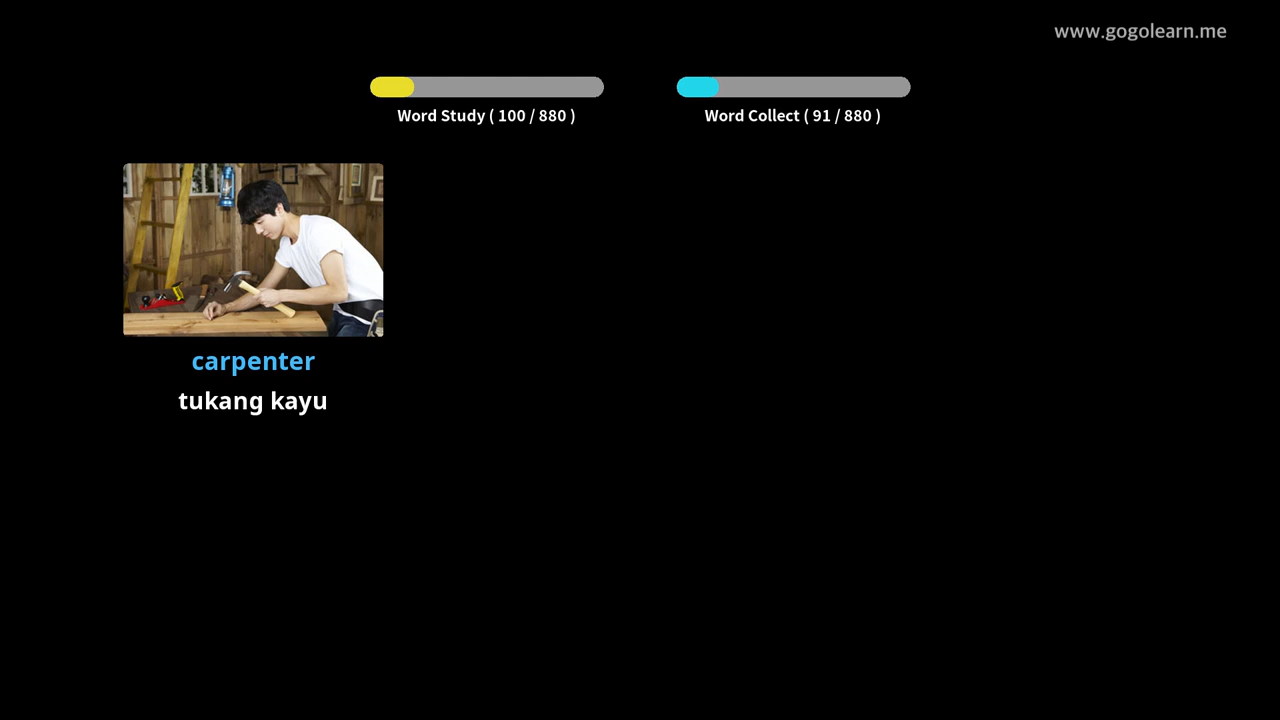 www.gogolearn.me
Word Study ( 100 / 880 )
Word Collect ( 91 / 880 )
carpenter
tukang kayu